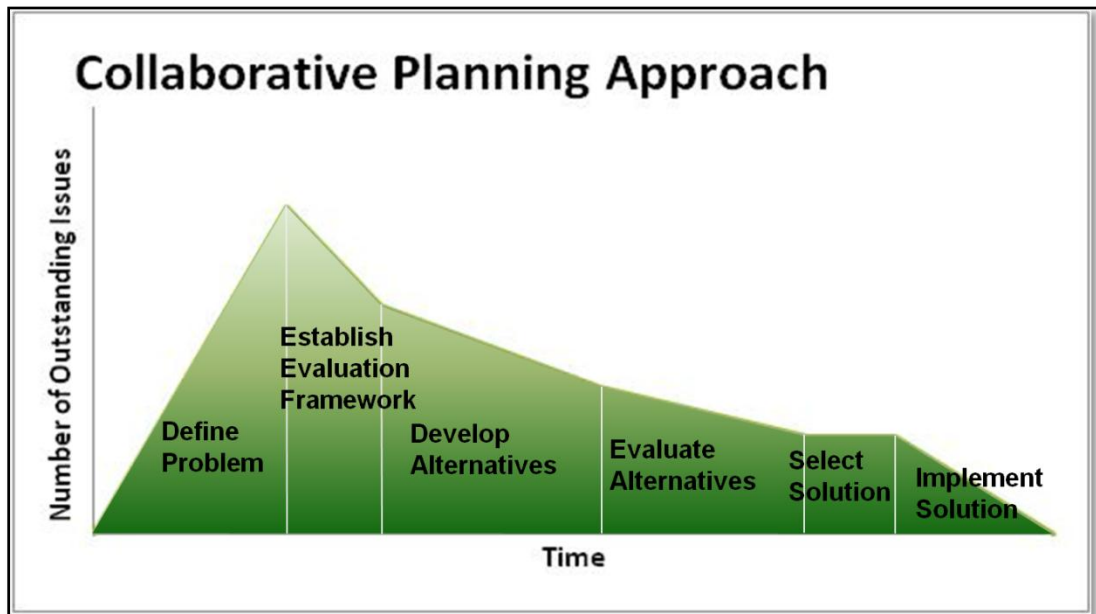 Collaborative Planning Approach
Number of Outstanding Issues
Establish
Evaluation
Framework
Define
Problem
Develop
Alternatives
Evaluate
Alternatives
Select
Solution
Implement
Solution
Time